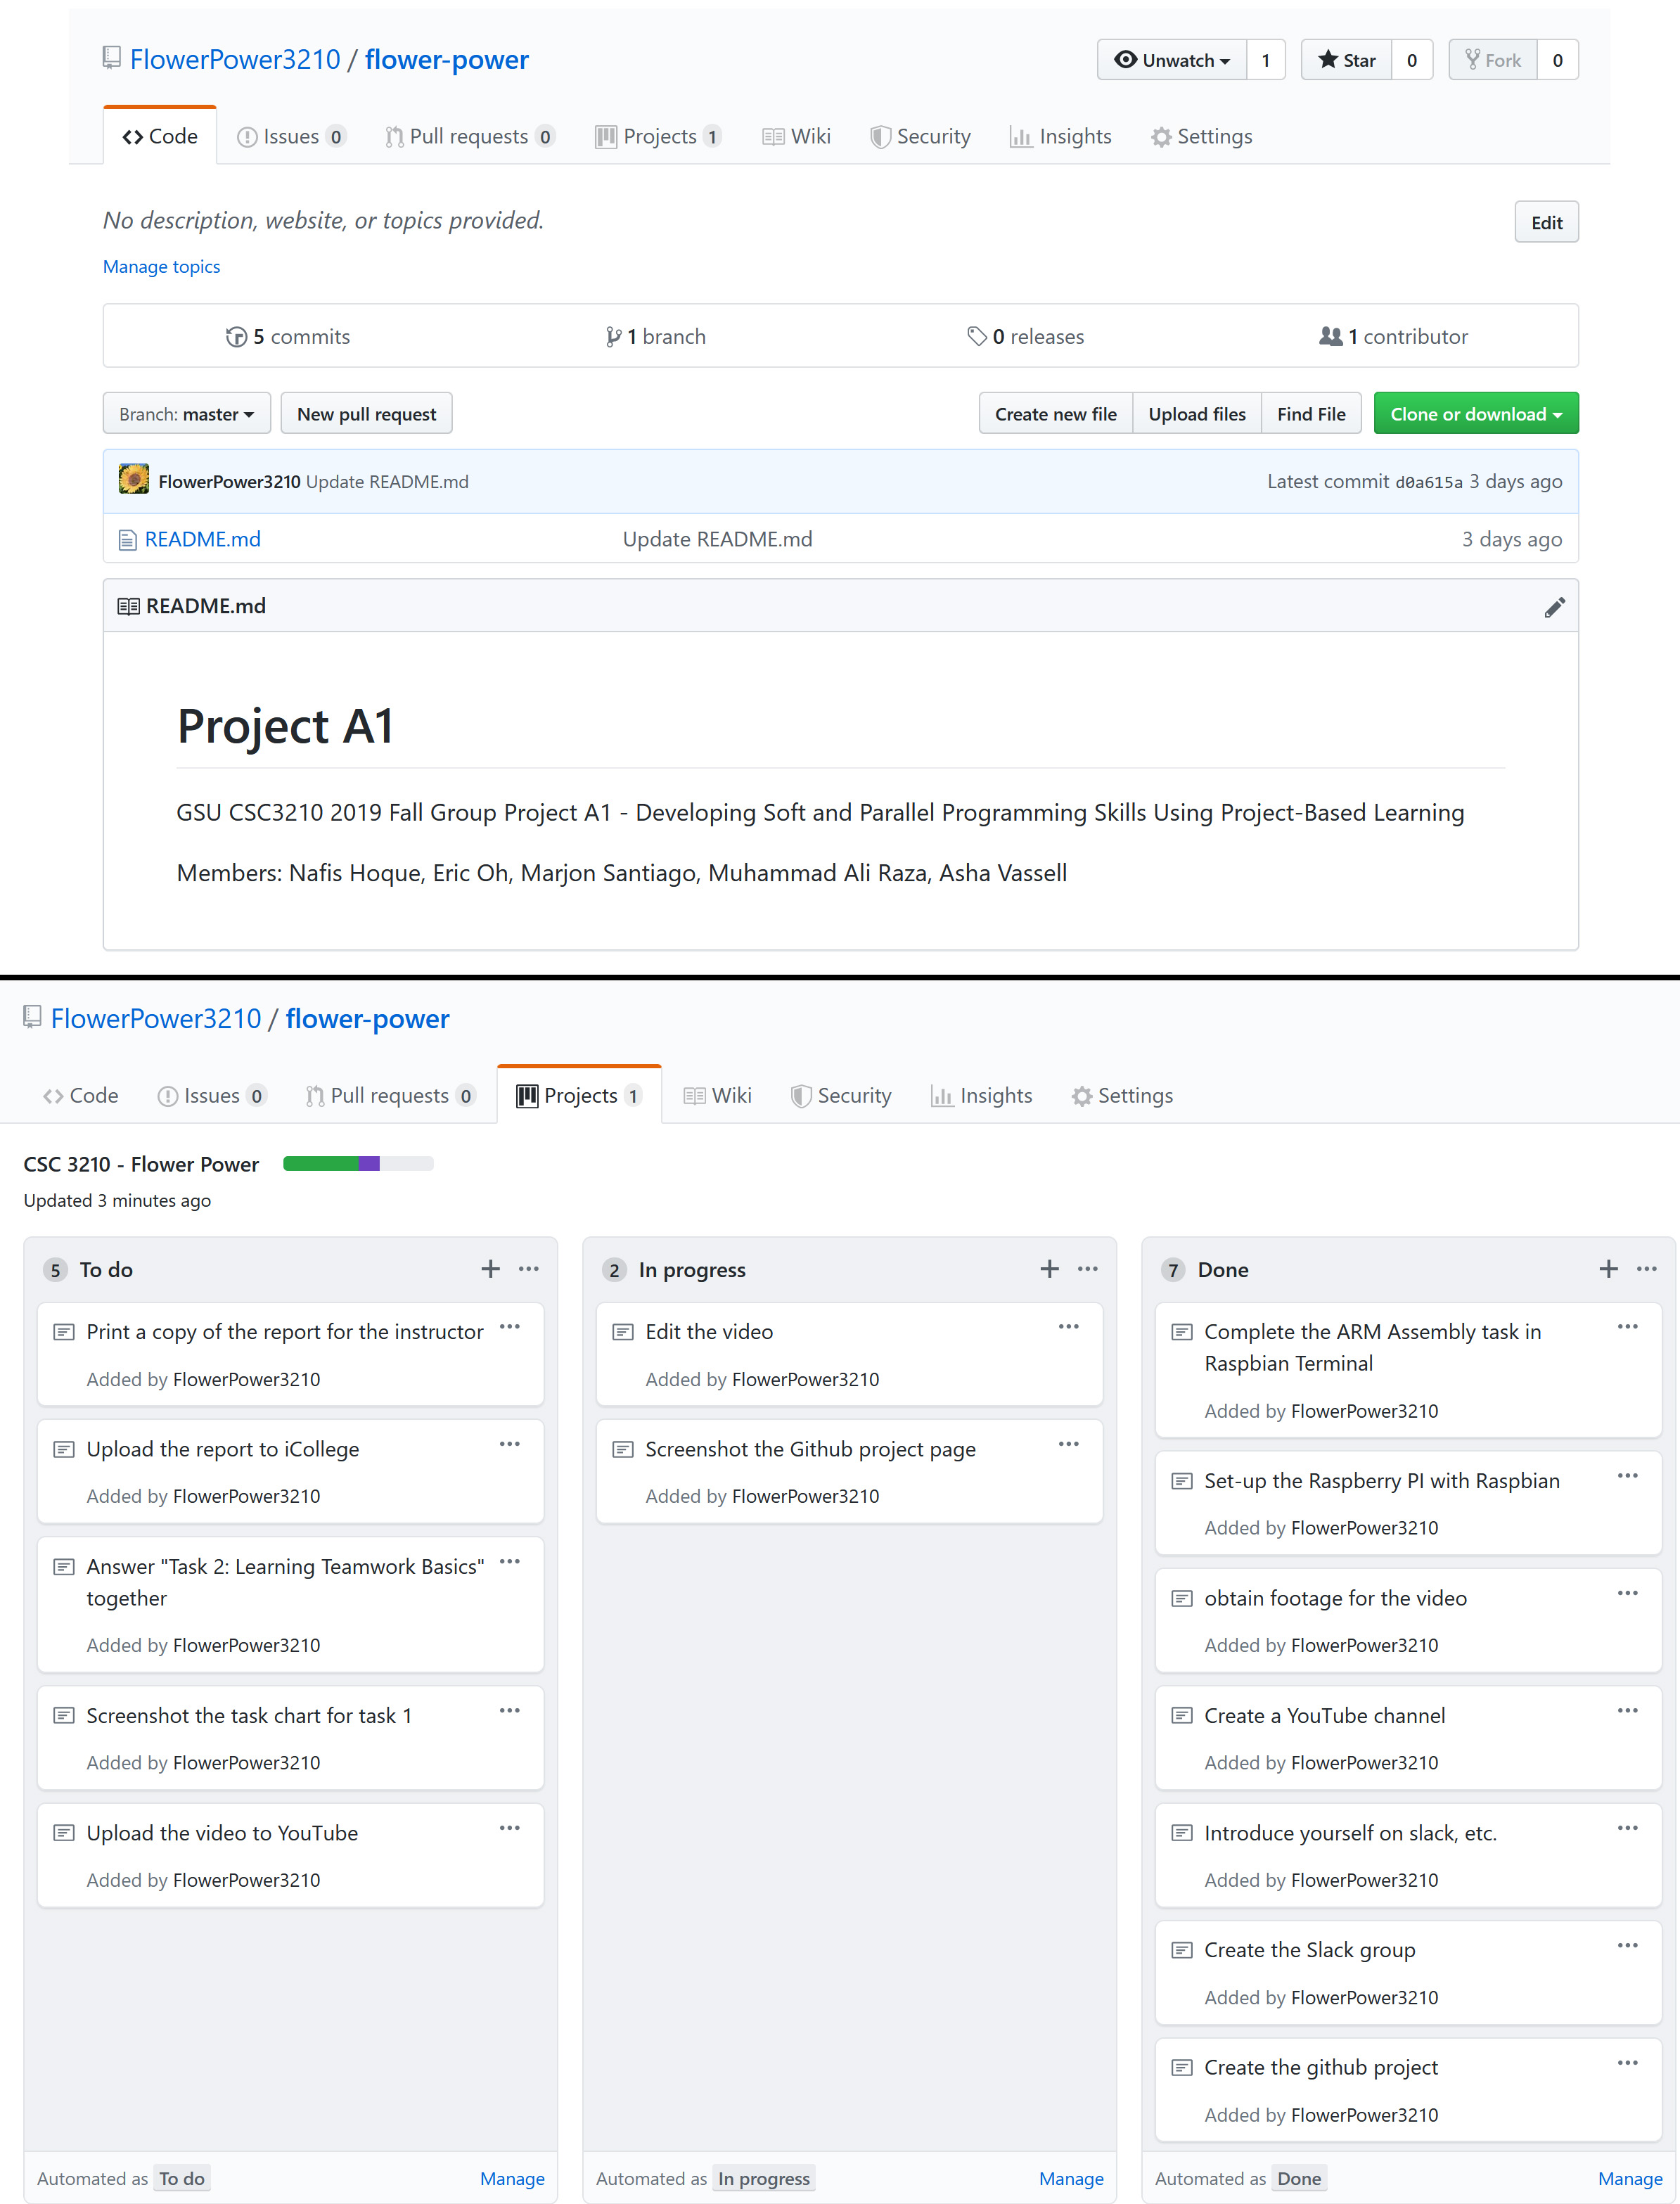 FlowerPower3210 / flower-power
Unwatch 1 Star 0 Fork 0
Code Issues 0 Pull requests 0 Projects 1 Wiki Security Insights Settings
No description, website, or topics provided.
Edit
Manage topics
5 commits 1 branch 0 releases 1 contributor
Branch: master New pull request Create new file Upload files Find File Clone or download
FlowerPower3210 Update README.md Latest commit d0a615a 3 days ago
README.md Update README.md 3 days ago
README.md
Project A1
GSU CSC3210 2019 Fall Group Project A1 - Developing Soft and Parallel Programming Skills Using Project-Based Learning
Members: Nafis Hoque, Eric Oh, Marjon Santiago, Muhammad Ali Raza, Asha Vassell
FlowerPower3210 / flower-power
Code Issues 0 Pull requests 0 Projects 1 Wiki Security Insights Settings
CSC 3210 - Flower Power
Updated 3 minutes ago
5 To do
Print a copy of the report for the instructor
Added by FlowerPower3210
Upload the report to iCollege
Added by FlowerPower3210
Answer "Task 2: Learning Teamwork Basics"
together
Added by FlowerPower3210
Screenshot the task chart for task 1
Added by FlowerPower3210
Upload the video to YouTube
Added by FlowerPower3210
Automated as To do Manage
2 In progress
Edit the video
Added by FlowerPower3210
Screenshot the Github project page
Added by FlowerPower3210
Automated as In progress Manage
7 Done
Complete the ARM Assembly task in
Raspbian Terminal
Added by FlowerPower3210
Set-up the Raspberry PI with Raspbian
Added by FlowerPower3210
obtain footage for the video
Added by FlowerPower3210
Create a YouTube channel
Added by FlowerPower3210
Introduce yourself on slack, etc.
Added by FlowerPower3210
Create the Slack group
Added by FlowerPower3210
Create the github project
Added by FlowerPower3210
Automated as Done Manage